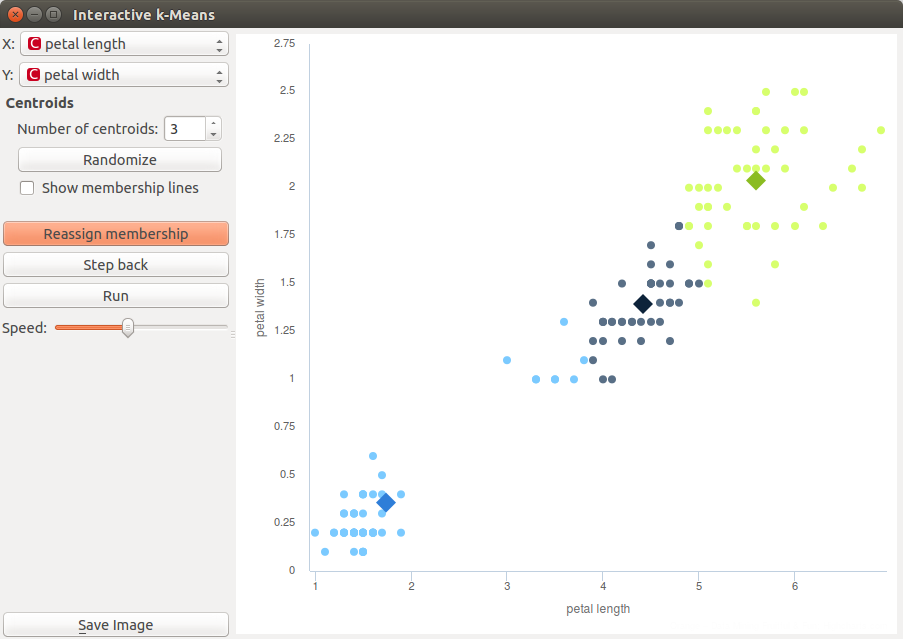 Interactive k-Means
X: C petal length
Y: C petal width
Centroids
Number of centroids: 3
Randomize
Show membership lines
Reassign membership
Step back
Run
Speed:
Save Image
2.75
2.5
2.25
2
1.75
1.5
1.25
1
0.75
0.5
0.25
0
petal width
1 2 3 4 5 6
petal length